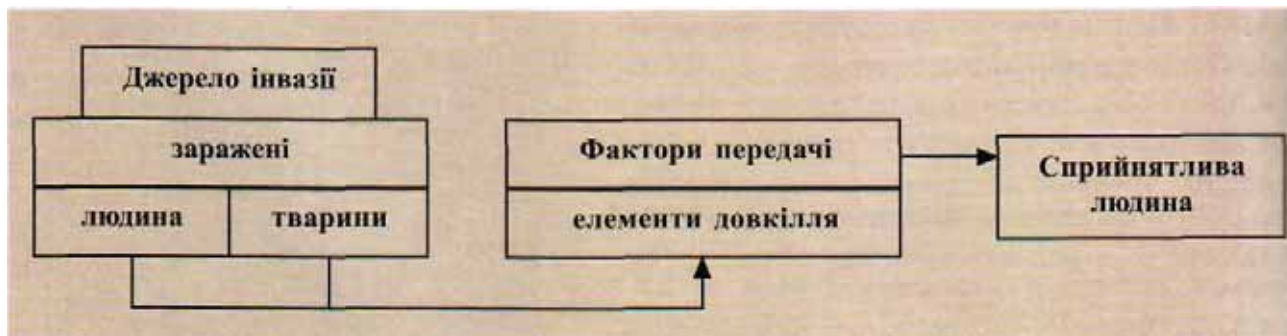 Джерело інвазії
заражені
людина
тварини
Фактори передачі
елементи довкілля
Сприйнятлива
людина